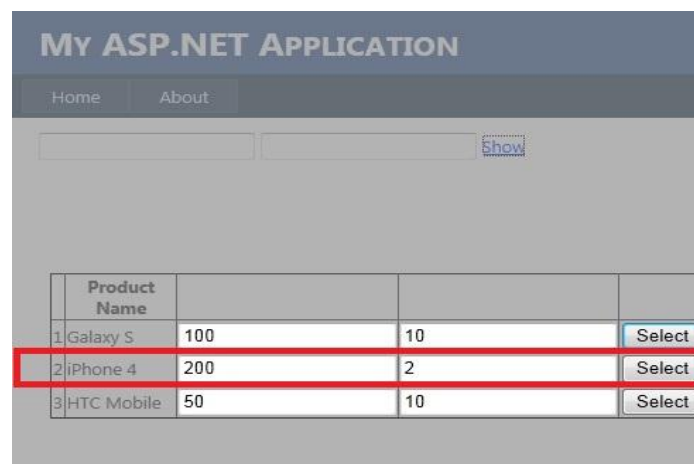 MY ASP.NET APPLICATION
Home About
Show
Product Name
1 Galaxy S 100 10 Select
2 iPhone 4 200 2 Select
3 HTC Mobile 50 10 Select